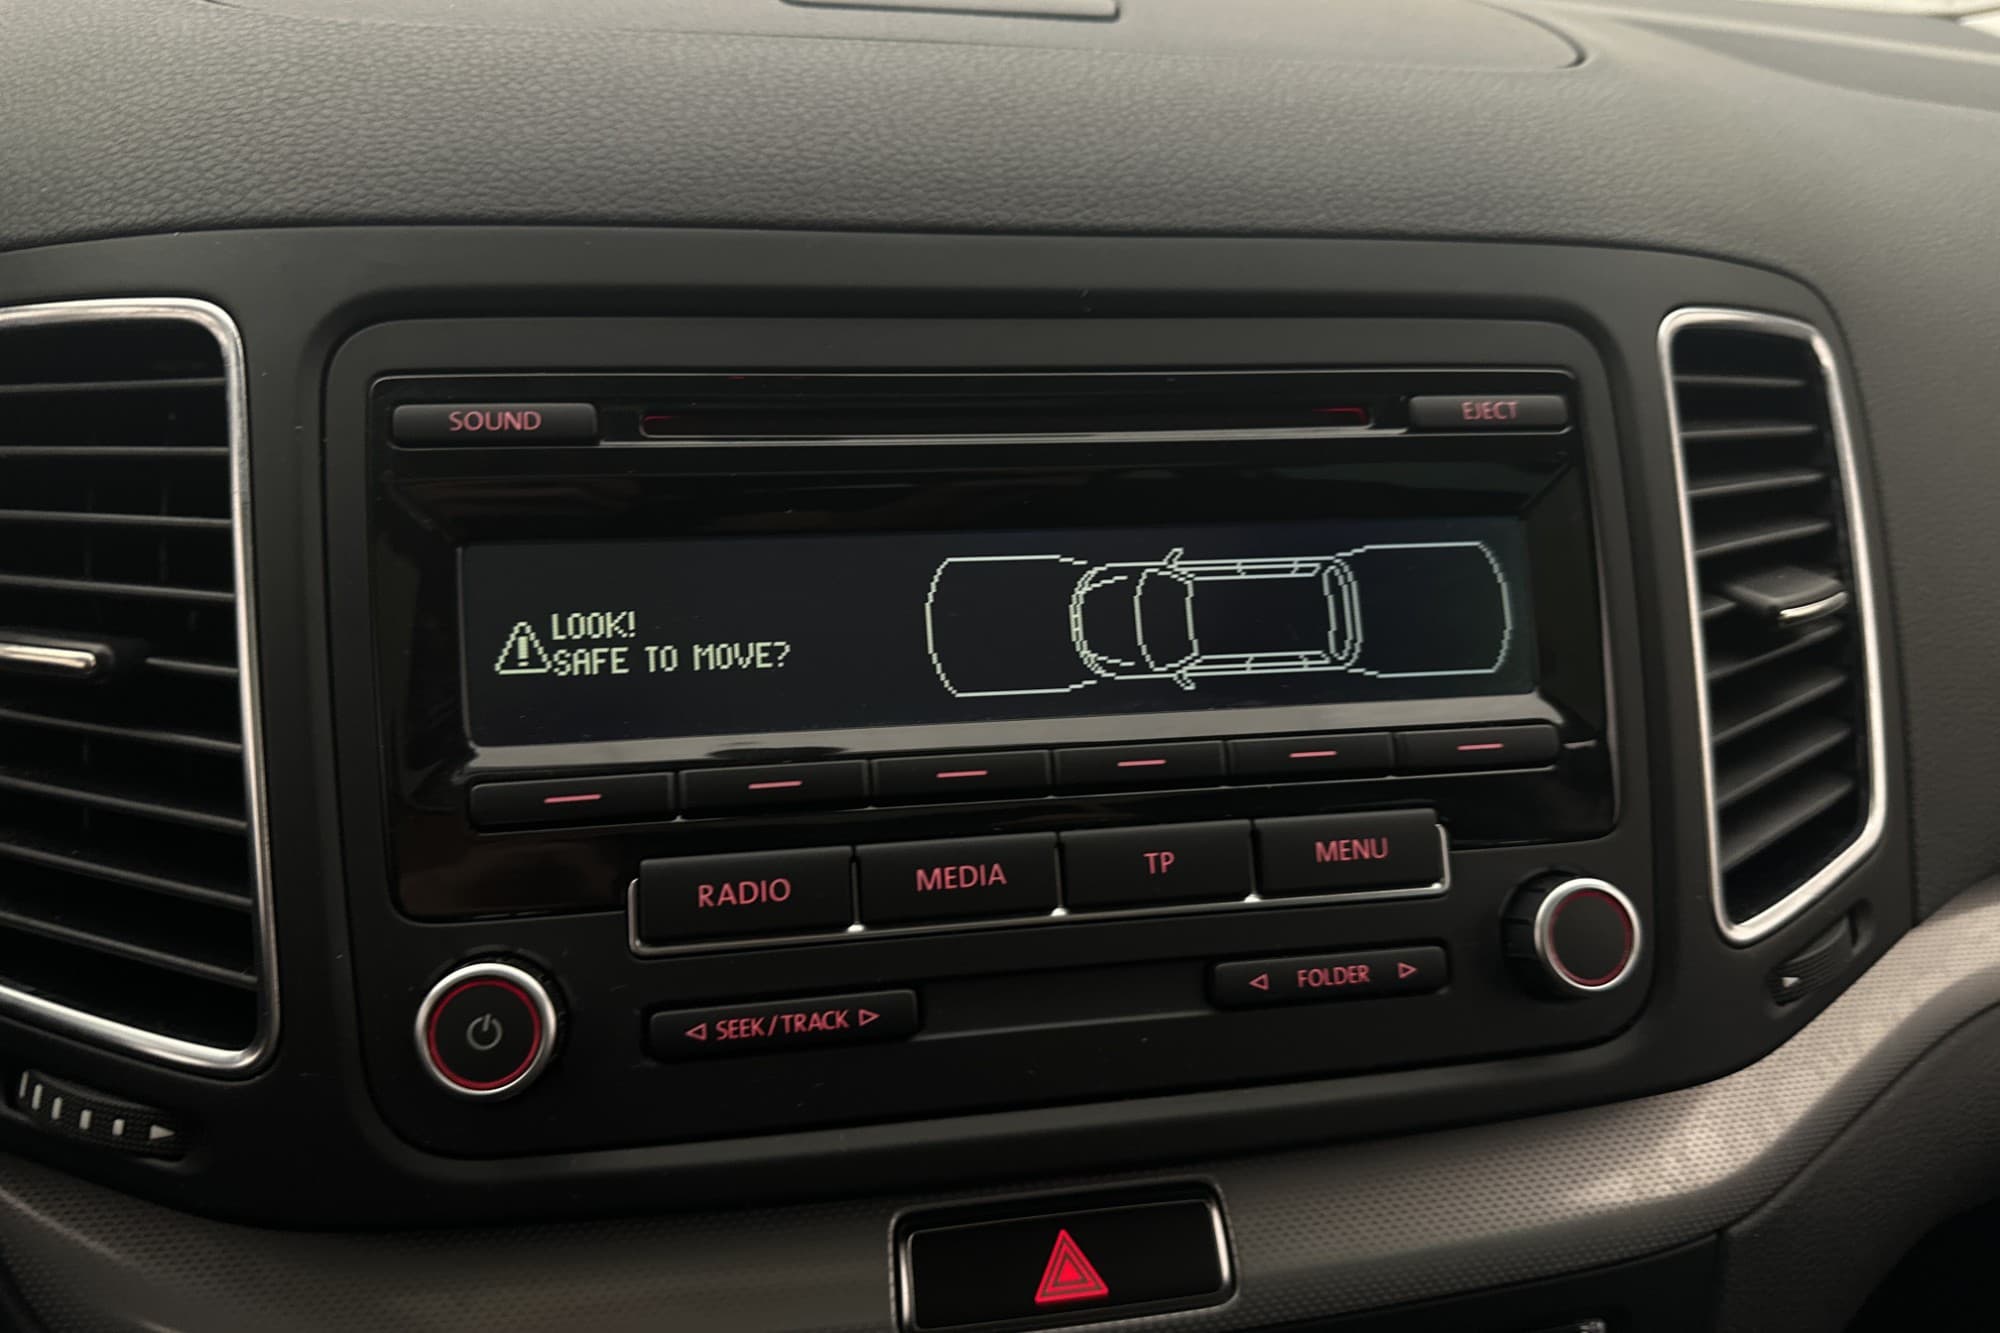 SOUND
EJECT
LOOK!
SAFE TO MOVE?
RADIO
MEDIA
TP
MENU
SEEK/TRACK
FOLDER